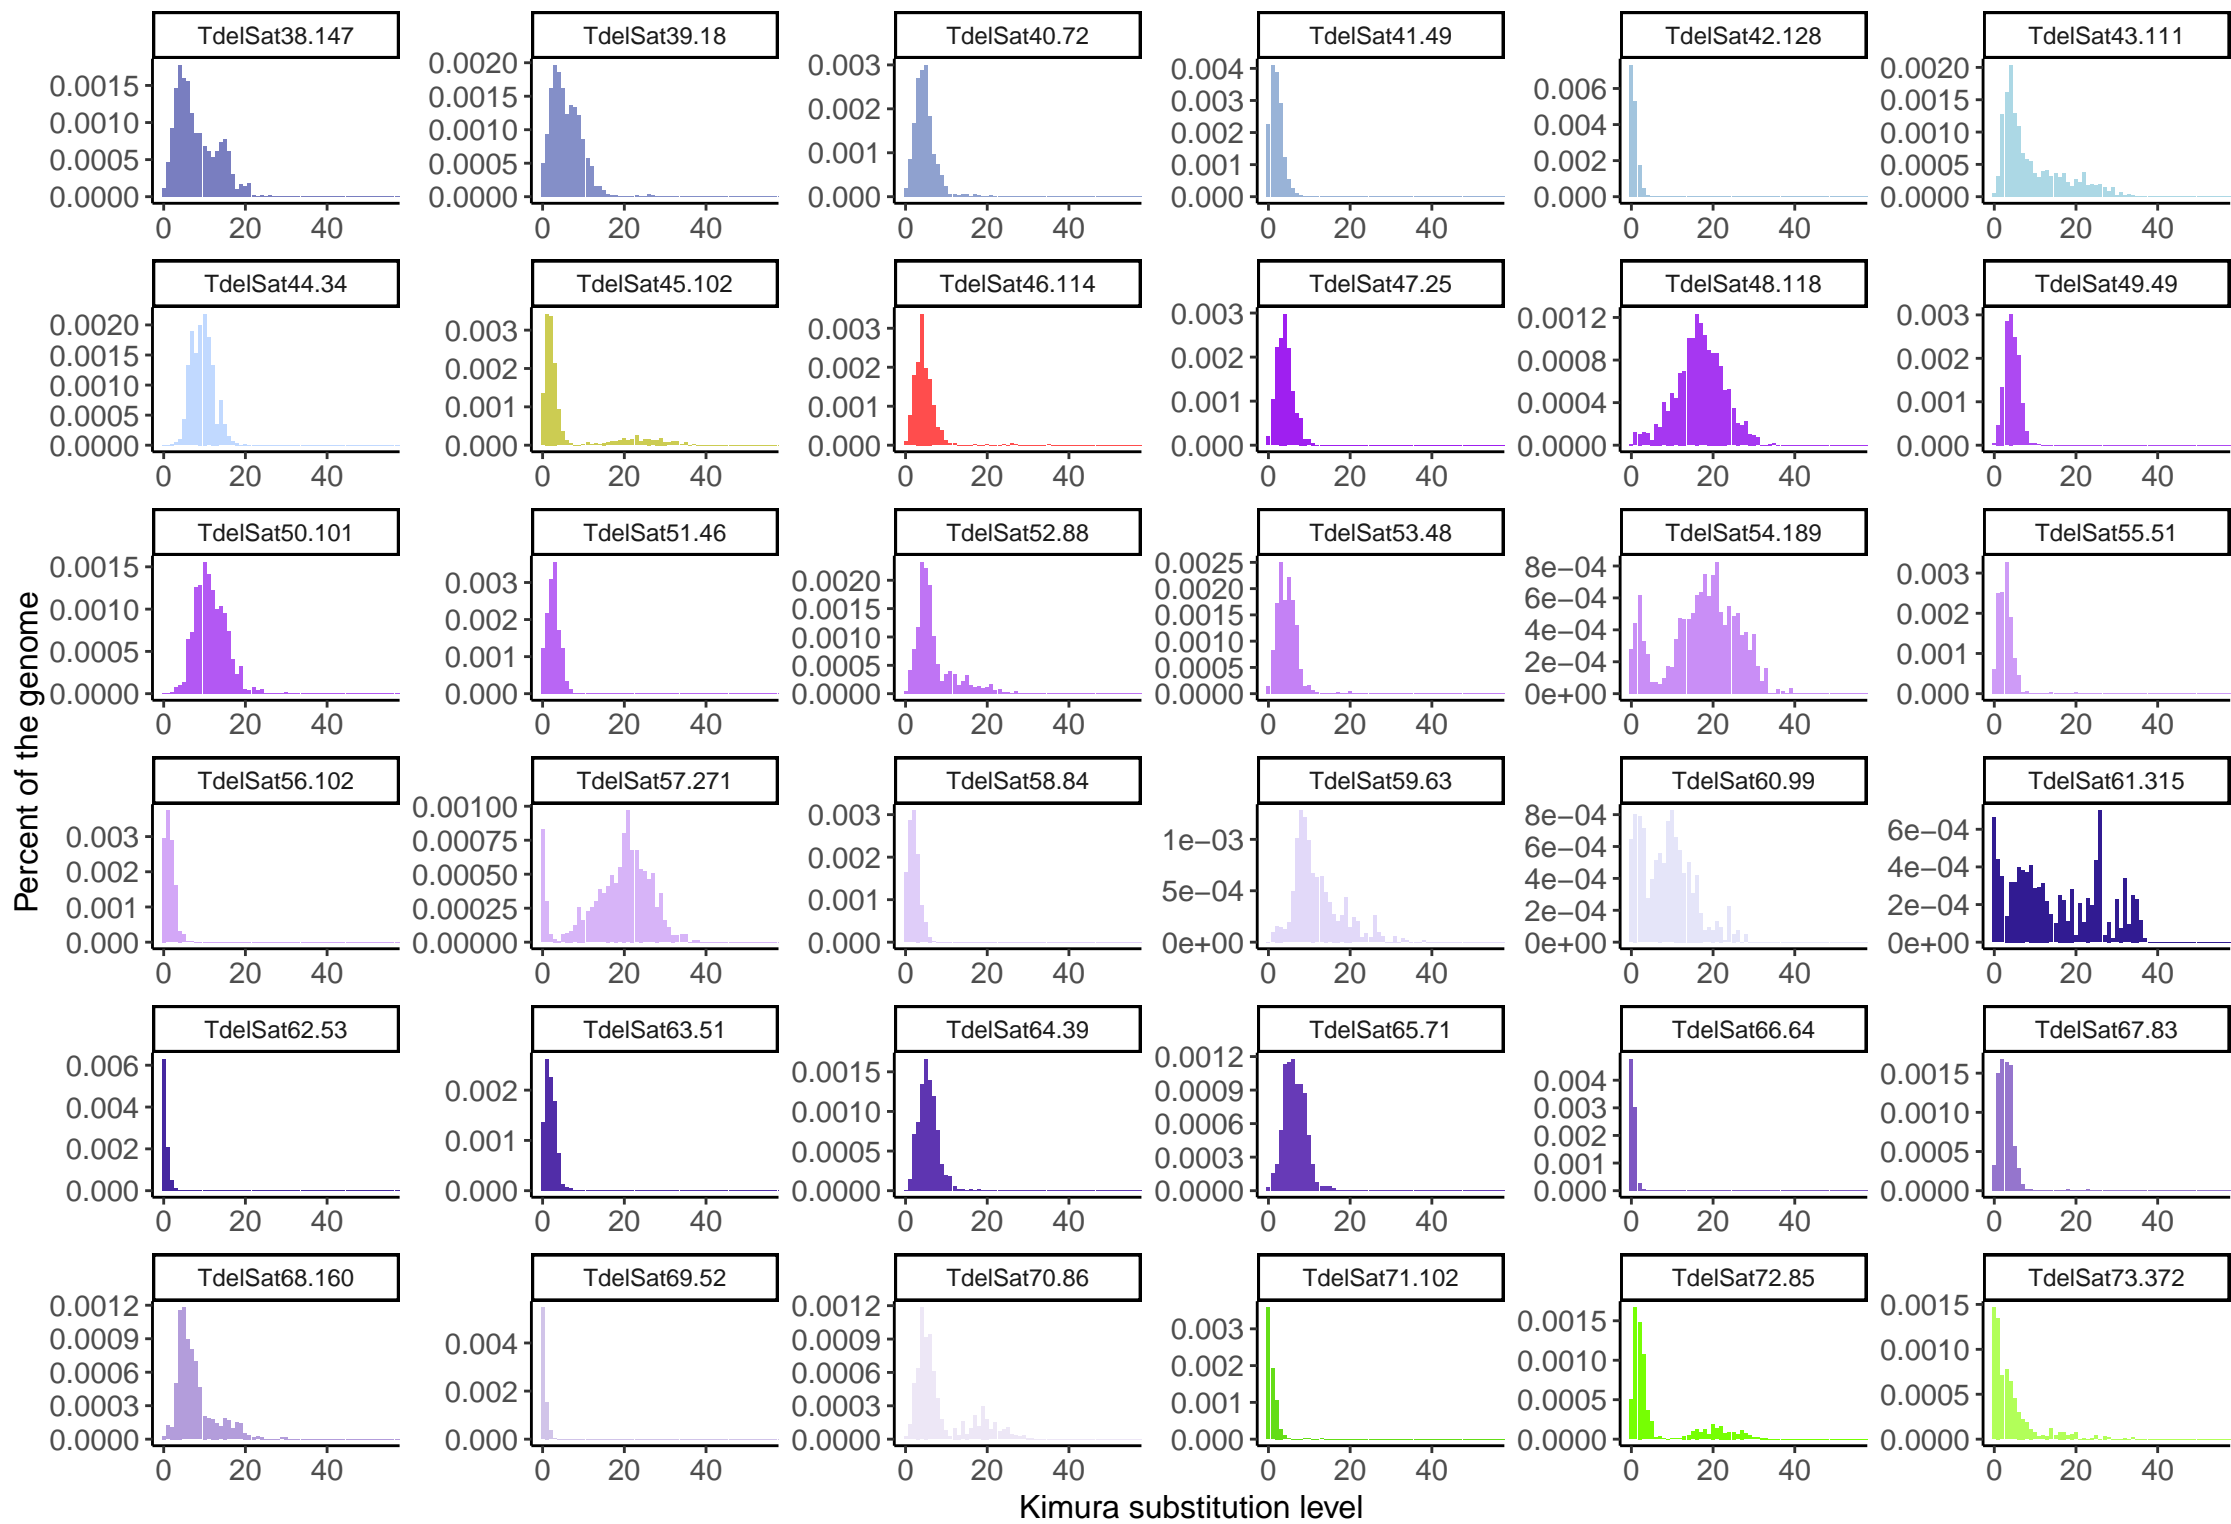 TdelSat38.147 TdelSat39.18 TdelSat40.72 TdelSat41.49 TdelSat42.128 TdelSat43.111
0.0015 0.0010 0.0005 0.0000
0.0020 0.0015 0.0010 0.0005 0.0000
0.003 0.002 0.001 0.000
0.004 0.003 0.002 0.001 0.000
0.006 0.004 0.002 0.000
0.0020 0.0015 0.0010 0.0005 0.0000
0 20 40 0 20 40 0 20 40 0 20 40 0 20 40 0 20 40
TdelSat44.34 TdelSat45.102 TdelSat46.114 TdelSat47.25 TdelSat48.118 TdelSat49.49
0.0020 0.0015 0.0010 0.0005 0.0000
0.003 0.002 0.001 0.000
0.003 0.002 0.001 0.000
0.003 0.002 0.001 0.000
0.0012 0.0008 0.0004 0.0000
0.003 0.002 0.001 0.000
0 20 40 0 20 40 0 20 40 0 20 40 0 20 40 0 20 40
TdelSat50.101 TdelSat51.46 TdelSat52.88 TdelSat53.48 TdelSat54.189 TdelSat55.51
0.0015 0.0010 0.0005 0.0000
0.003 0.002 0.001 0.000
0.0020 0.0015 0.0010 0.0005 0.0000
0.0025 0.0020 0.0015 0.0010 0.0005 0.0000
8e−04 6e−04 4e−04 2e−04 0e+00
0.003 0.002 0.001 0.000
0 20 40 0 20 40 0 20 40 0 20 40 0 20 40 0 20 40
Percent of the genome
TdelSat56.102 TdelSat57.271 TdelSat58.84 TdelSat59.63 TdelSat60.99 TdelSat61.315
0.003 0.002 0.001 0.000
0.00100 0.00075 0.00050 0.00025 0.00000
0.003 0.002 0.001 0.000
1e−03 5e−04 0e+00
8e−04 6e−04 4e−04 2e−04 0e+00
6e−04 4e−04 2e−04 0e+00
0 20 40 0 20 40 0 20 40 0 20 40 0 20 40 0 20 40
TdelSat62.53 TdelSat63.51 TdelSat64.39 TdelSat65.71 TdelSat66.64 TdelSat67.83
0.006 0.004 0.002 0.000
0.002 0.001 0.000
0.0015 0.0010 0.0005 0.0000
0.0012 0.0009 0.0006 0.0003 0.0000
0.004 0.003 0.002 0.001 0.000
0.0015 0.0010 0.0005 0.0000
0 20 40 0 20 40 0 20 40 0 20 40 0 20 40 0 20 40
TdelSat68.160 TdelSat69.52 TdelSat70.86 TdelSat71.102 TdelSat72.85 TdelSat73.372
0.0012 0.0009 0.0006 0.0003 0.0000
0.004 0.002 0.000
0.0012 0.0009 0.0006 0.0003 0.0000
0.003 0.002 0.001 0.000
0.0015 0.0010 0.0005 0.0000
0.0015 0.0010 0.0005 0.0000
0 20 40 0 20 40 0 20 40 0 20 40 0 20 40 0 20 40
Kimura substitution level